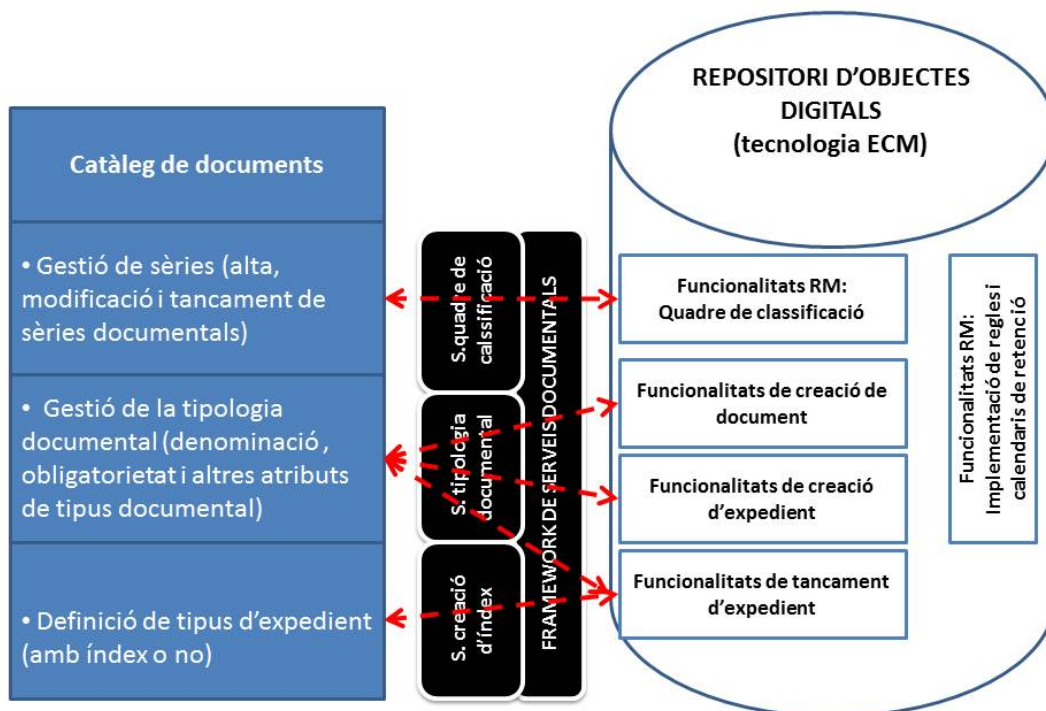 Catàleg de documents
• Gestió de sèries (alta,
modificació i tancament de
sèries documentals)
• Gestió de la tipologia
documental (denominació ,
obligatorietat i altres atributs
de tipus documental)
• Definició de tipus d'expedient
(amb índex o no)
S.quadre de
calssificació
S. tipologia
documental
S. creació
d'índex
FRAMEWORK DE SERVEIS DOCUMENTALS
REPOSITORI D'OBJECTES
DIGITALS
(tecnologia ECM)
Funcionalitats RM:
Quadre de classificació
Funcionalitats de creació de
document
Funcionalitats de creació
d'expedient
Funcionalitats de tancament
d'expedient
Funcionalitats RM:
Implementació de regles i
calendaris de retenció